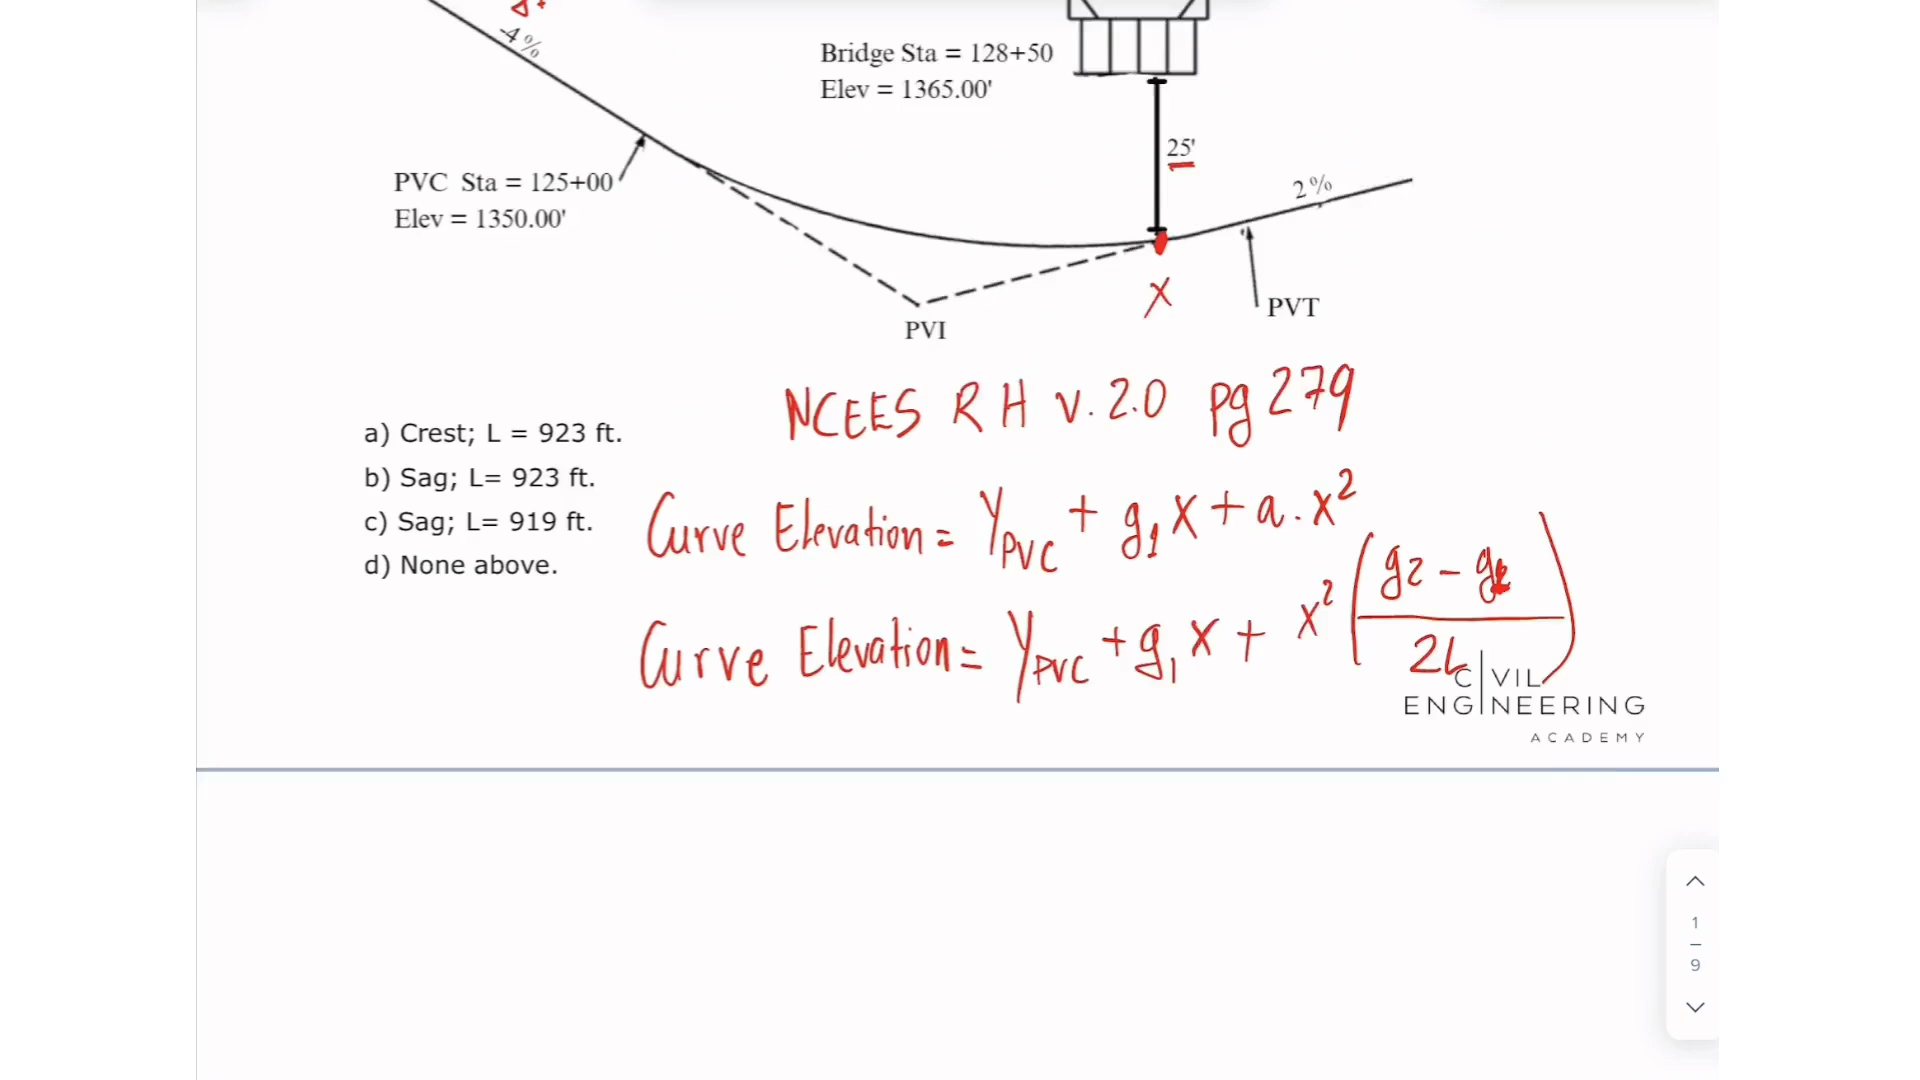 -4%
Bridge Sta = 128+50
Elev = 1365.00'
25'
2%
PVC Sta = 125+00
Elev = 1350.00'
X
PVT
PVI
NCEES RH v. 2.0 pg 279
a) Crest; L = 923 ft.
b) Sag; L= 923 ft.
c) Sag; L= 919 ft.
d) None above.
Curve Elevation = Y_PVC + g₁ X + a . X²
Curve Elevation = Y_PVC + g₁ X + X² (g₂ - g₁ / 2L)
CIVIL
ENGINEERING
ACADEMY
1
9